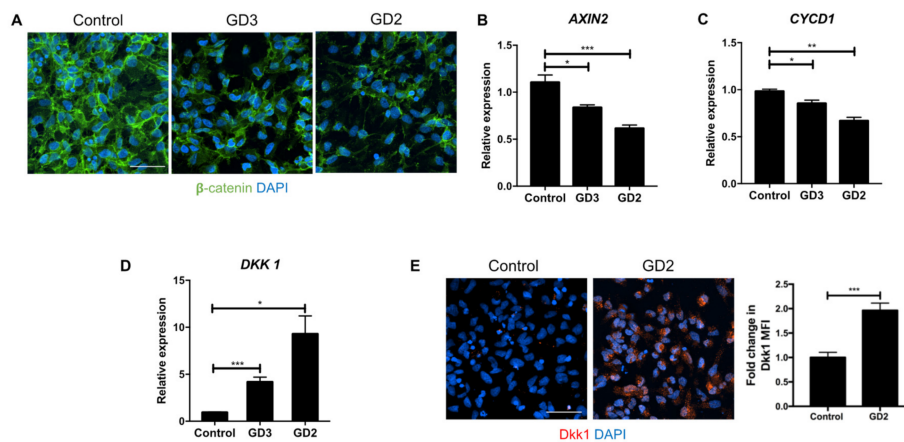 A
Control
GD3
GD2
β-catenin DAPI
B
AXIN2
Relative expression
1.5
1.0
0.5
0.0
***
*
Control
GD3
GD2
C
CYCD1
Relative expression
1.5
1.0
0.5
0.0
**
*
Control
GD3
GD2
D
DKK 1
Relative expression
15
10
5
0
*
***
Control
GD3
GD2
E
Control
GD2
Dkk1 DAPI
Fold change in
Dkk1 MFI
2.5
2.0
1.5
1.0
0.5
0.0
***
Control
GD2